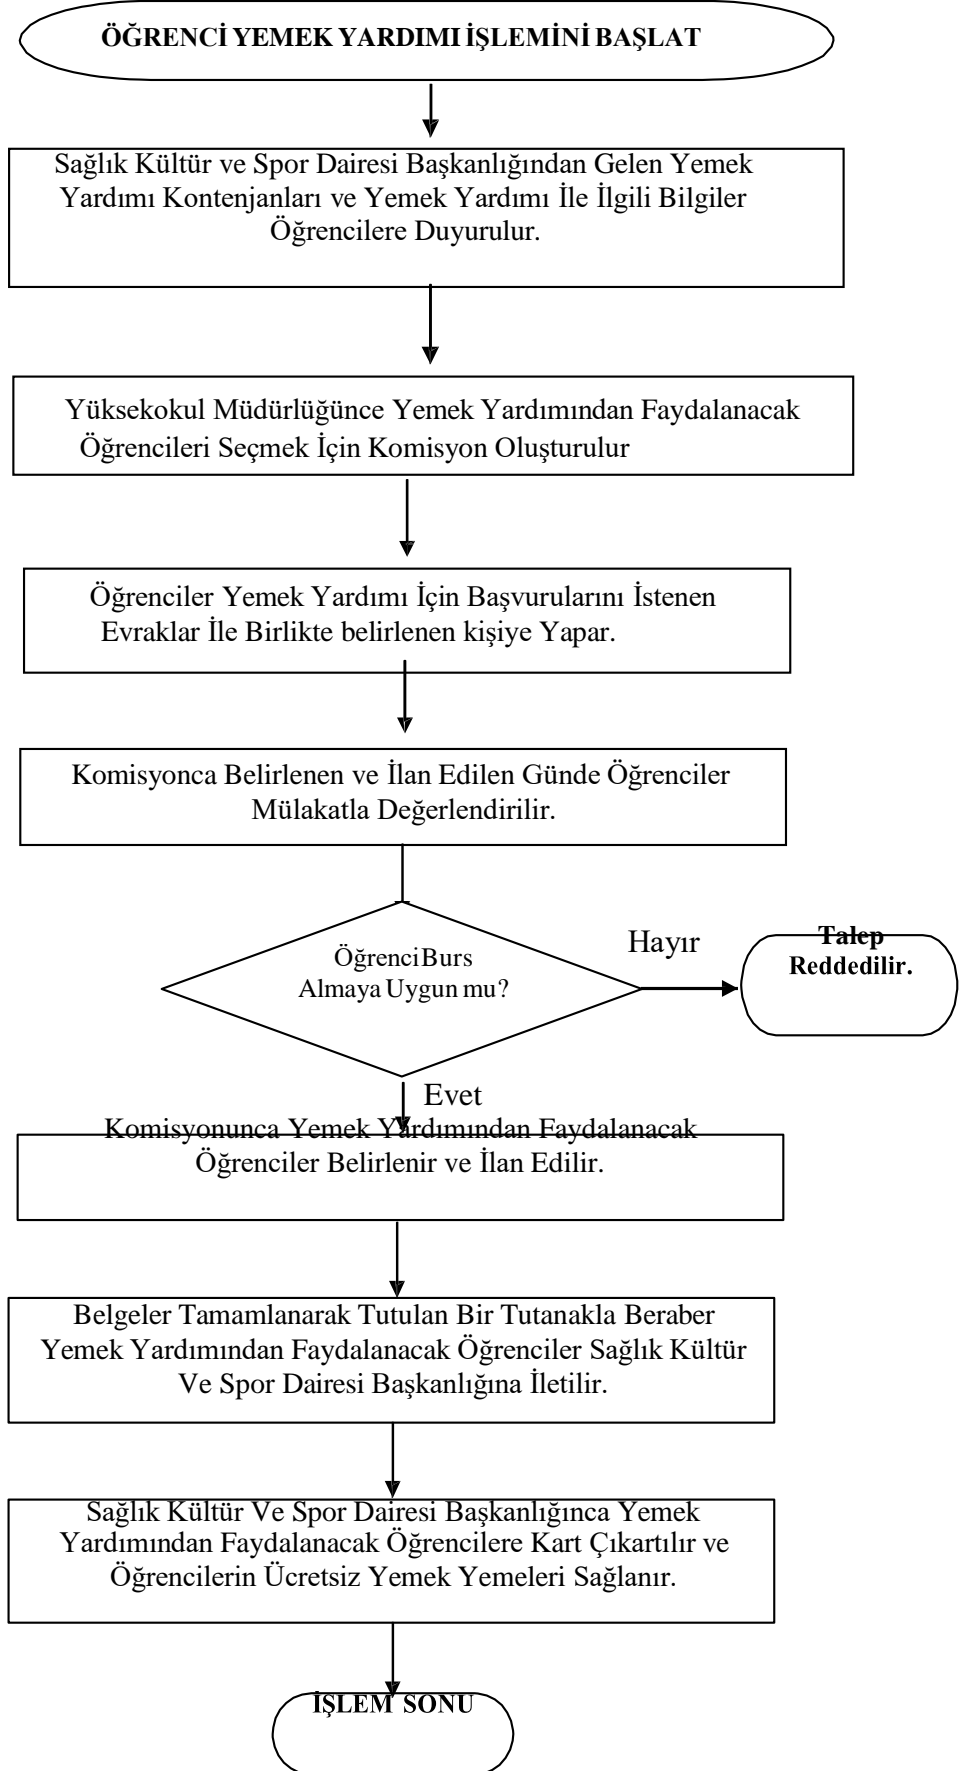 ÖĞRENCİ YEMEK YARDIMI İŞLEMİNİ BAŞLAT
Sağlık Kültür ve Spor Dairesi Başkanlığından Gelen Yemek
Yardımı Kontenjanları ve Yemek Yardımı İle İlgili Bilgiler
Öğrencilere Duyurulur.
Yüksekokul Müdürlüğünce Yemek Yardımından Faydalanacak
Öğrencileri Seçmek İçin Komisyon Oluşturulur
Öğrenciler Yemek Yardımı İçin Başvurularını İstenen
Evraklar İle Birlikte belirlenen kişiye Yapar.
Komisyonca Belirlenen ve İlan Edilen Günde Öğrenciler
Mülakatla Değerlendirilir.
Öğrenci Burs
Almaya Uygun mu?
Hayır
Talep
Reddedilir.
Evet
Komisyonunca Yemek Yardımından Faydalanacak
Öğrenciler Belirlenir ve İlan Edilir.
Belgeler Tamamlanarak Tutulan Bir Tutanakla Beraber
Yemek Yardımından Faydalanacak Öğrenciler Sağlık Kültür
Ve Spor Dairesi Başkanlığına İletilir.
Sağlık Kültür Ve Spor Dairesi Başkanlığınca Yemek
Yardımından Faydalanacak Öğrencilere Kart Çıkartılır ve
Öğrencilerin Ücretsiz Yemek Yemeleri Sağlanır.
İŞLEM SONU